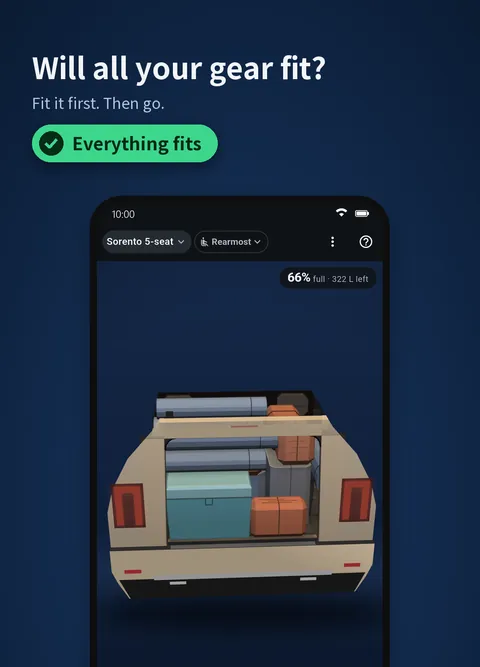 Will all your gear fit?
Fit it first. Then go.
Everything fits
10:00
Sorento 5-seat
Rearmost
66% full · 322 L left